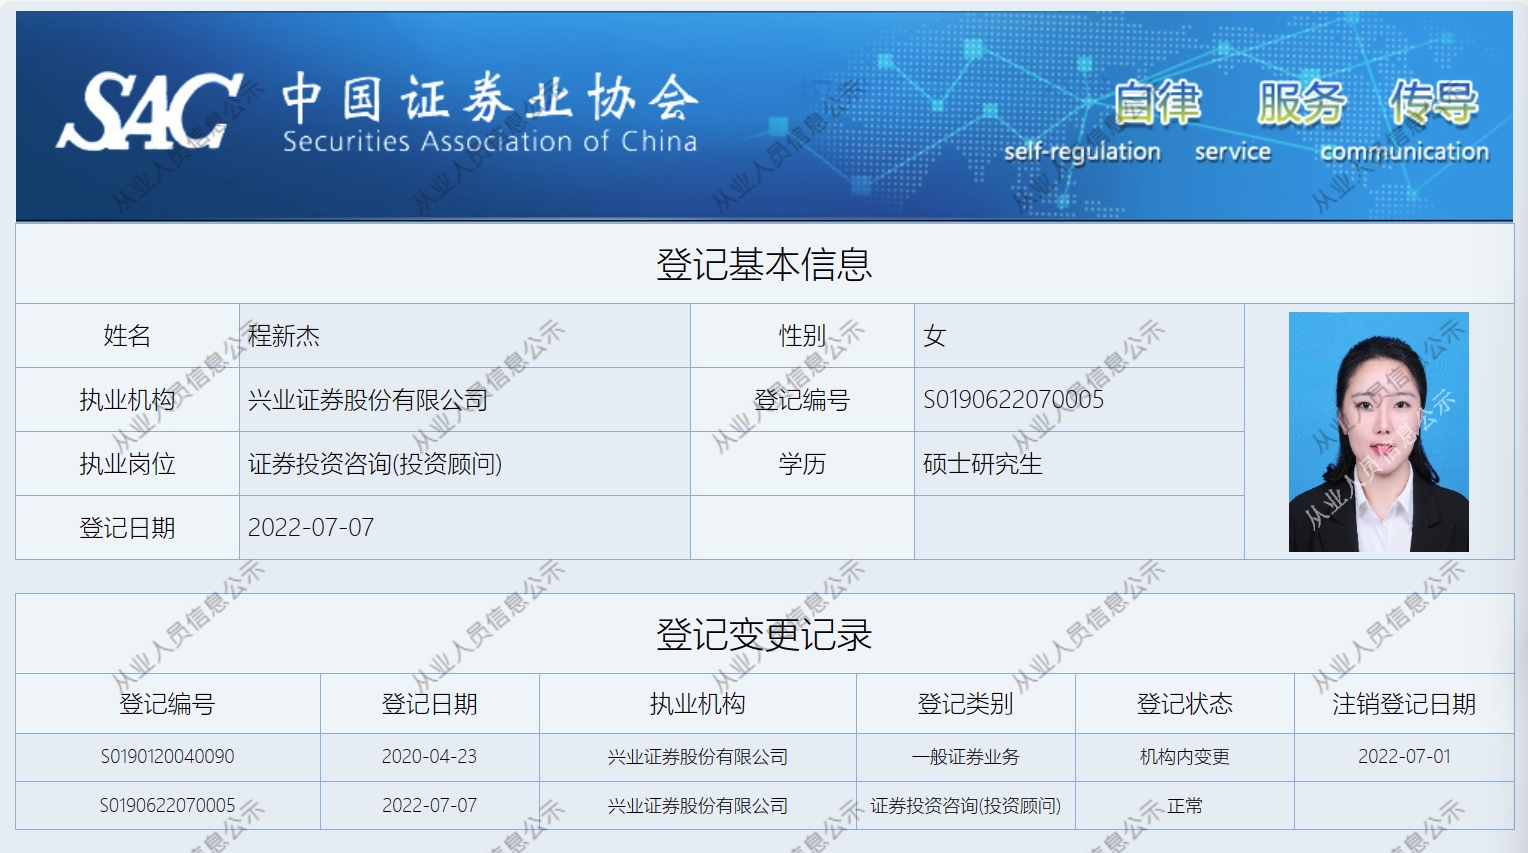 SAC 中国证券业协会
Securities Association of China
自律 服务 传导
self-regulation service communication
登记基本信息
姓名 程新杰 性别 女
执业机构 兴业证券股份有限公司 登记编号 S0190622070005
执业岗位 证券投资咨询(投资顾问) 学历 硕士研究生
登记日期 2022-07-07
从业人员信息公示
登记变更记录
登记编号 登记日期 执业机构 登记类别 登记状态 注销登记日期
S0190120040090 2020-04-23 兴业证券股份有限公司 一般证券业务 机构内变更 2022-07-01
S0190622070005 2022-07-07 兴业证券股份有限公司 证券投资咨询(投资顾问) 正常